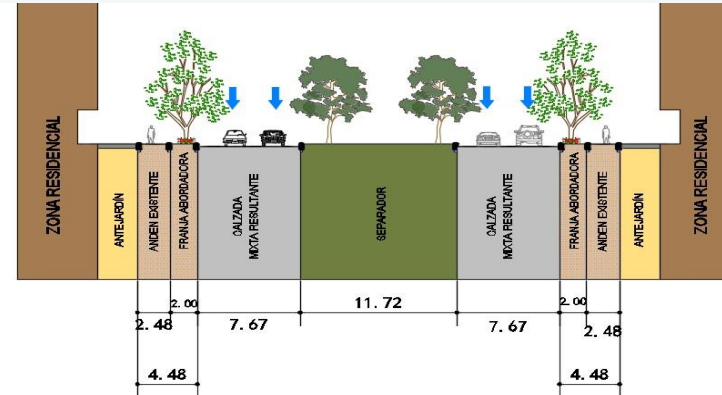 ZONA RESIDENCIAL
ANTEJARDÍN
ANDEN EXISTENTE
FRANJA ABORDADORA
CALZADA
MIXTA RESULTANTE
SEPARADOR
CALZADA
MIXTA RESULTANTE
FRANJA ABORDADORA
ANDEN EXISTENTE
ANTEJARDÍN
ZONA RESIDENCIAL
2.00
11.72
2.00
2.48
7.67
7.67
2.48
4.48
4.48